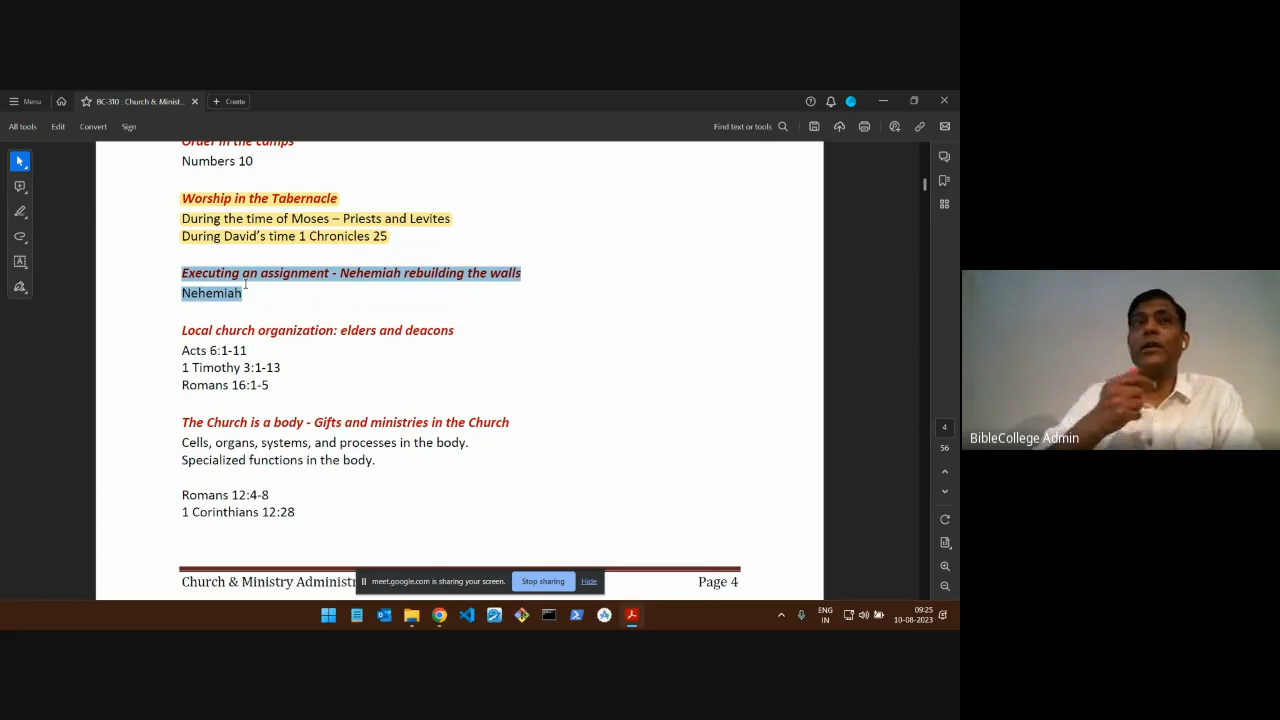 Menu
BC-310 : Church & Minist...
Create
All tools
Edit
Convert
Sign
Find text or tools
Order in the camps
Numbers 10
Worship in the Tabernacle
During the time of Moses – Priests and Levites
During David's time 1 Chronicles 25
Executing an assignment - Nehemiah rebuilding the walls
Nehemiah
Local church organization: elders and deacons
Acts 6:1-11
1 Timothy 3:1-13
Romans 16:1-5
The Church is a body - Gifts and ministries in the Church
Cells, organs, systems, and processes in the body.
Specialized functions in the body.
Romans 12:4-8
1 Corinthians 12:28
4
56
Church & Ministry Administr
Page 4
meet.google.com is sharing your screen.
Stop sharing
Hide
BibleCollege Admin
ENG
IN
09:25
10-08-2023